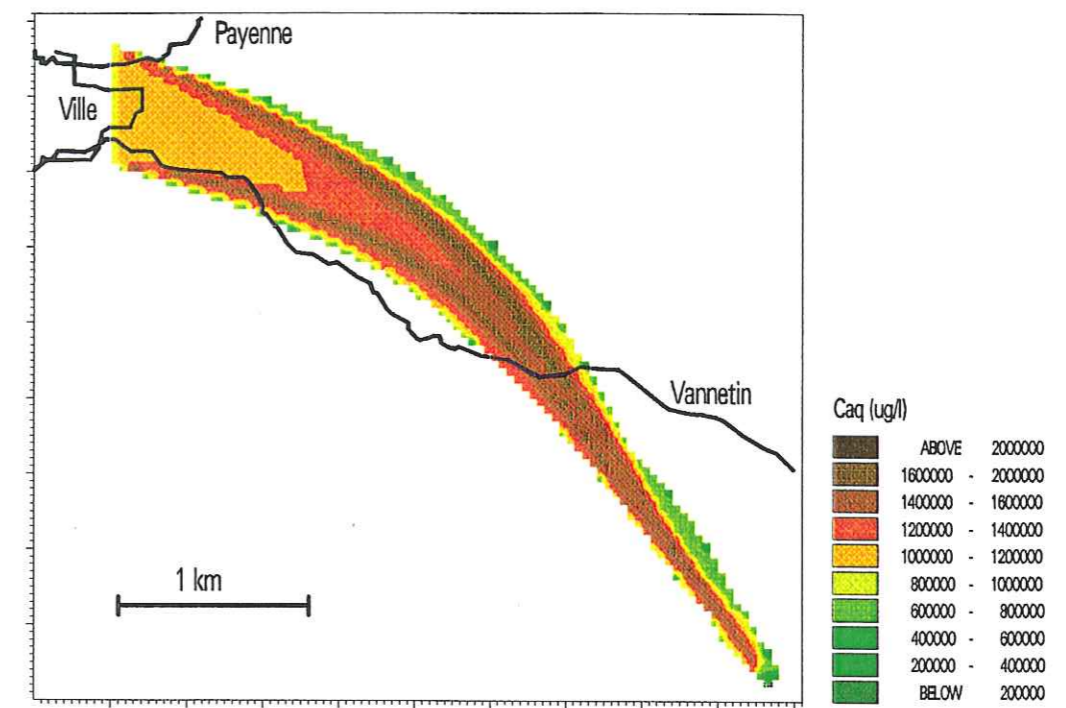 Payenne
Ville
Vannetin
1 km
Caq (ug/l)
ABOVE 2000000
1600000 - 2000000
1400000 - 1600000
1200000 - 1400000
1000000 - 1200000
800000 - 1000000
600000 - 800000
400000 - 600000
200000 - 400000
BELOW 200000